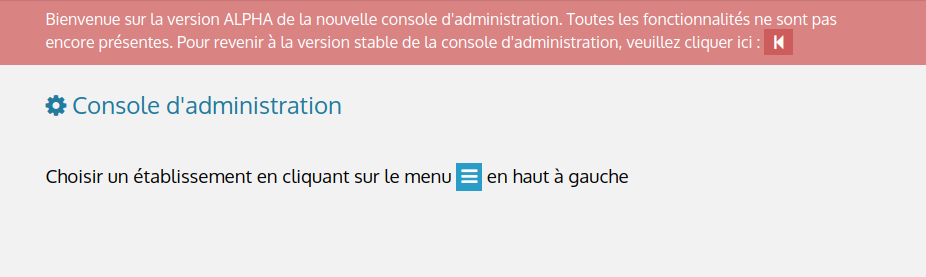 Bienvenue sur la version ALPHA de la nouvelle console d'administration. Toutes les fonctionnalités ne sont pas
encore présentes. Pour revenir à la version stable de la console d'administration, veuillez cliquer ici :
Console d'administration
Choisir un établissement en cliquant sur le menu en haut à gauche